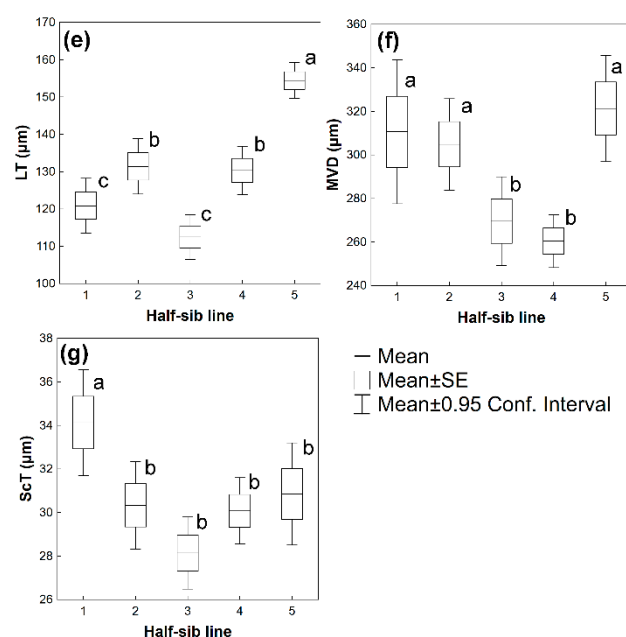 (e)
170
160
150
140
130
120
110
100
LT (μm)
a
b
b
c
c
1 2 3 4 5
Half-sib line
(f)
360
340
320
300
280
260
240
MVD (μm)
a
a
a
b
b
1 2 3 4 5
Half-sib line
(g)
38
36
34
32
30
28
26
ScT (μm)
a
b
b
b
b
1 2 3 4 5
Half-sib line
Mean
Mean±SE
Mean±0.95 Conf. Interval